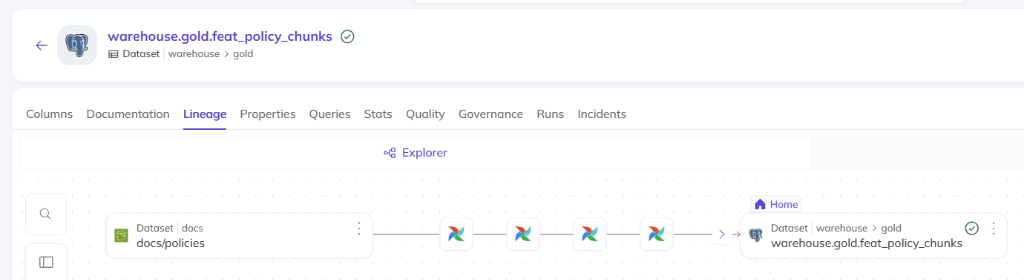 warehouse.gold.feat_policy_chunks
Dataset warehouse > gold
Columns Documentation Lineage Properties Queries Stats Quality Governance Runs Incidents
Explorer
Home
Dataset docs
docs/policies
Dataset warehouse > gold
warehouse.gold.feat_policy_chunks